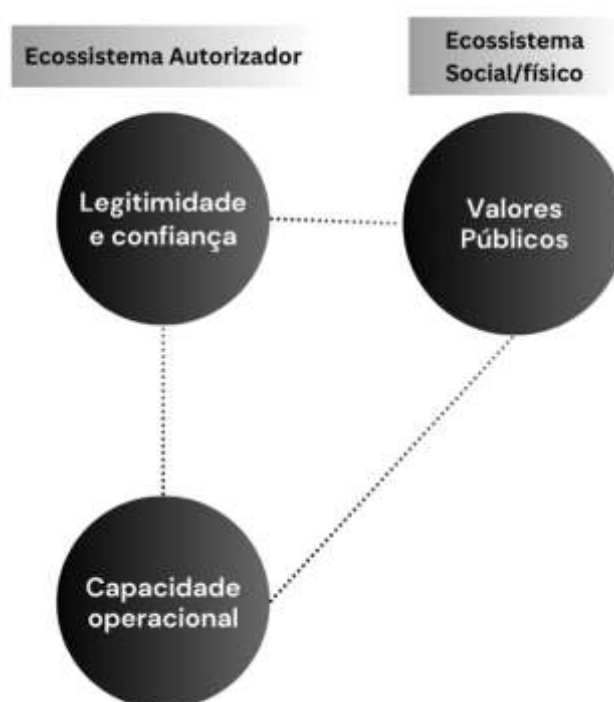 Ecossistema Autorizador
Ecossistema
Social/físico
Legitimidade
e confiança
Valores
Públicos
Capacidade
operacional